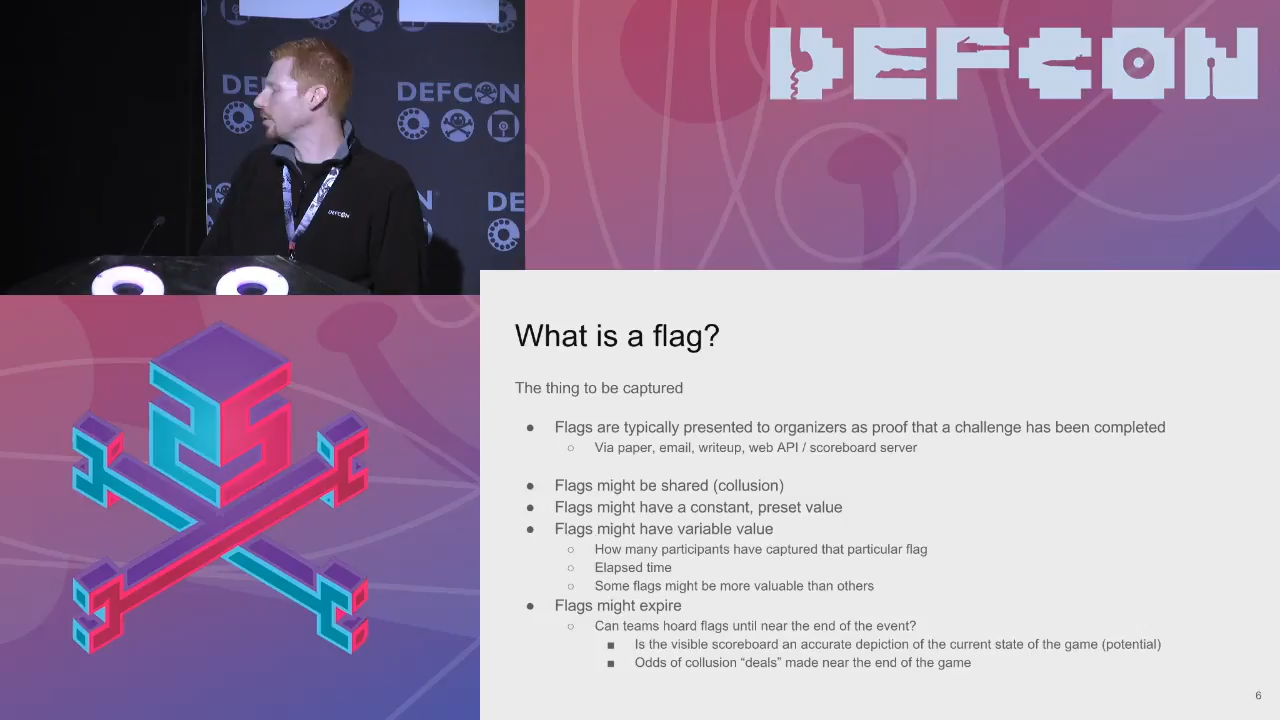 DEFCON
DEF
DEFCON
N
DE
DEFCON
What is a flag?
The thing to be captured
● Flags are typically presented to organizers as proof that a challenge has been completed
○ Via paper, email, writeup, web API / scoreboard server
● Flags might be shared (collusion)
● Flags might have a constant, preset value
● Flags might have variable value
○ How many participants have captured that particular flag
○ Elapsed time
○ Some flags might be more valuable than others
● Flags might expire
○ Can teams hoard flags until near the end of the event?
■ Is the visible scoreboard an accurate depiction of the current state of the game (potential)
■ Odds of collusion “deals” made near the end of the game
6